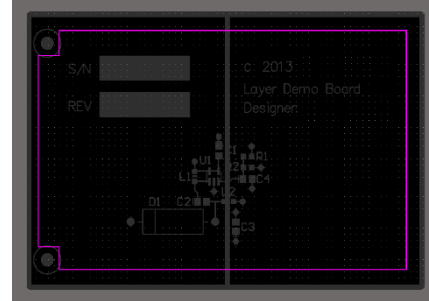 S/N
c 2013
REV
Layer Demo Board
Designer:
R1
U1
L1
C4
D1
C2
C3